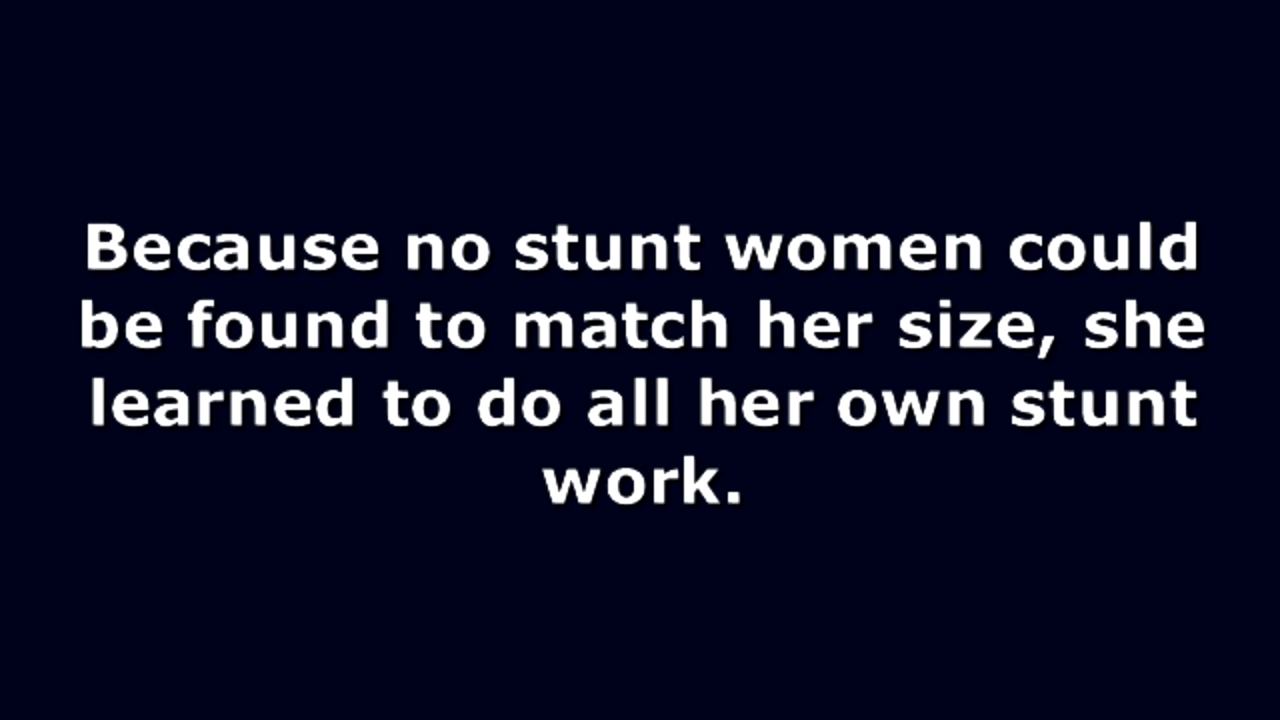 Because no stunt women could
be found to match her size, she
learned to do all her own stunt
work.